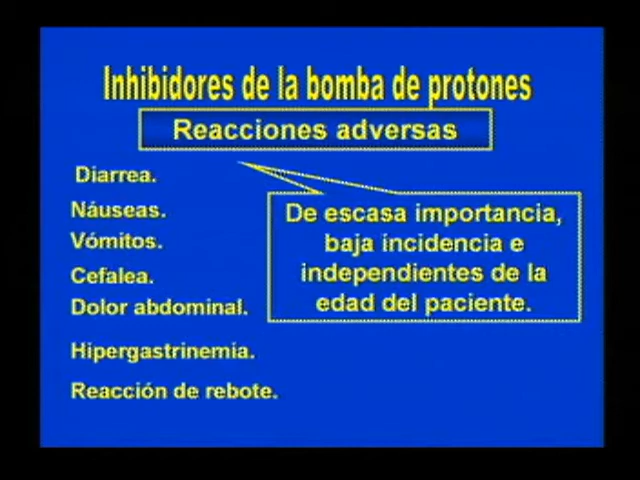 Inhibidores de la bomba de protones
Reacciones adversas
Diarrea.
Náuseas.
Vómitos.
Cefalea.
Dolor abdominal.
Hipergastrinemia.
Reacción de rebote.
De escasa importancia,
baja incidencia e
independientes de la
edad del paciente.